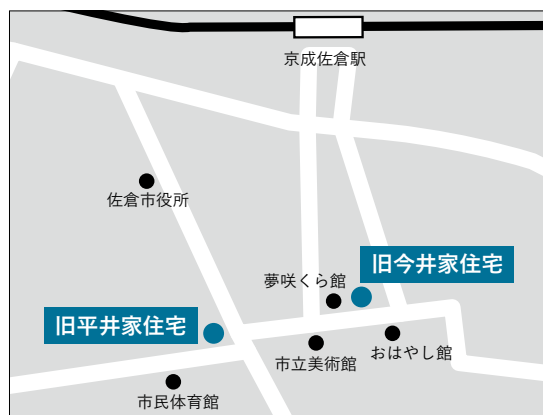 京成佐倉駅
佐倉市役所
旧今井家住宅
夢咲くら館
旧平井家住宅
市立美術館
おはやし館
市民体育館